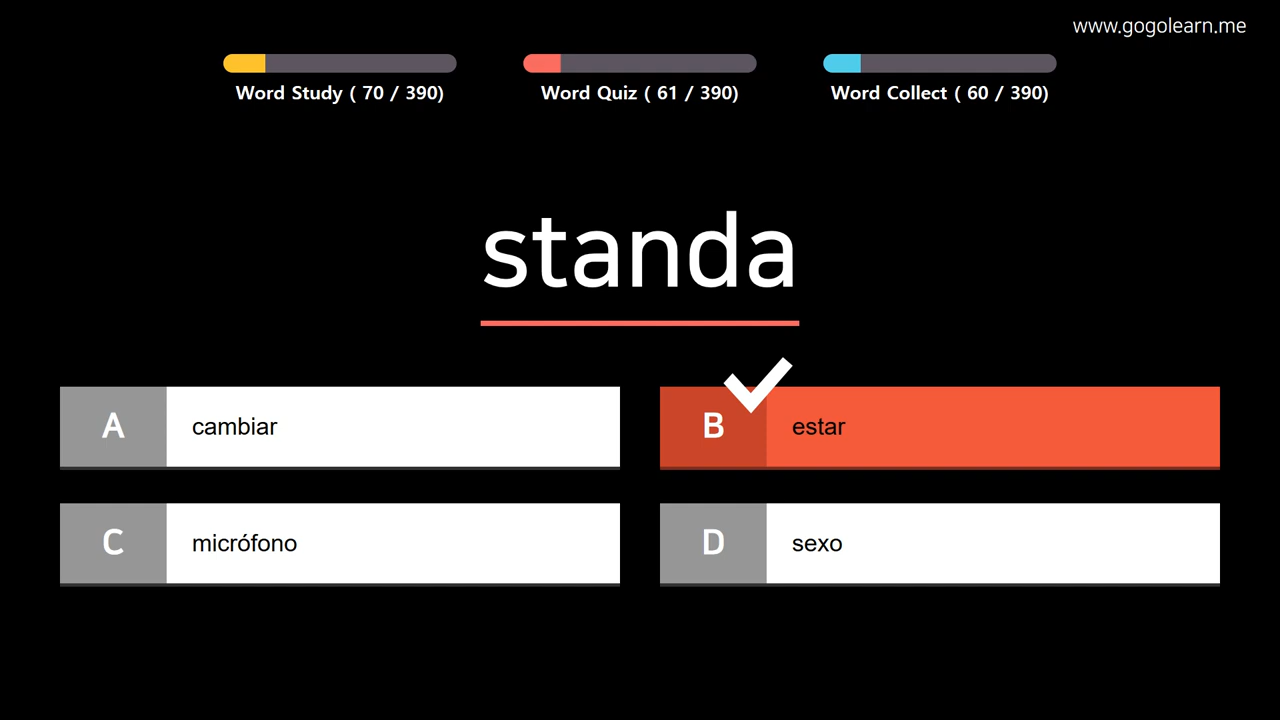 www.gogolearn.me
Word Study ( 70 / 390)
Word Quiz ( 61 / 390)
Word Collect ( 60 / 390)
standa
A cambiar
B estar
C micrófono
D sexo